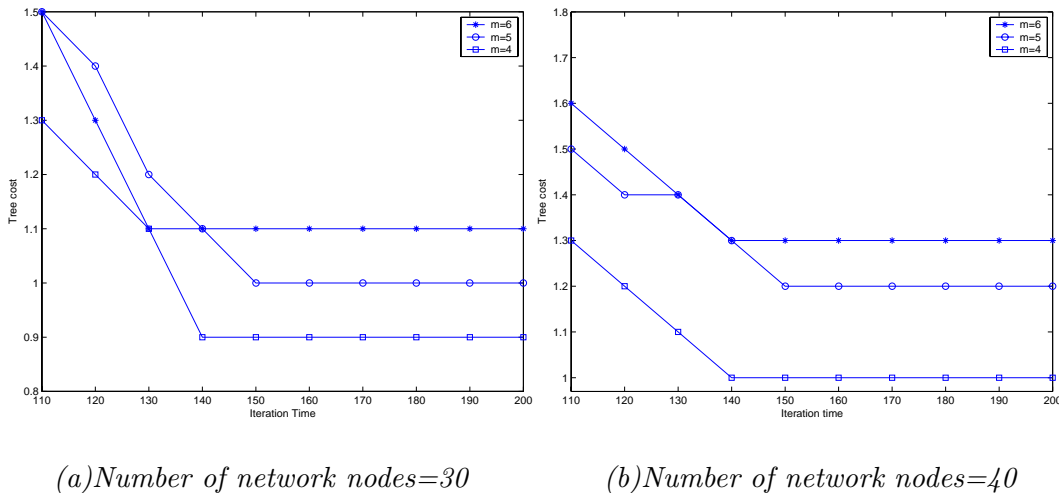 1.5
1.4
1.3
1.2
1.1
1
0.9
0.8
Tree cost
110 120 130 140 150 160 170 180 190 200
Iteration Time
m=6
m=5
m=4
(a)Number of network nodes=30
1.8
1.7
1.6
1.5
1.4
1.3
1.2
1.1
1
Tree cost
110 120 130 140 150 160 170 180 190 200
Iteration time
m=6
m=5
m=4
(b)Number of network nodes=40